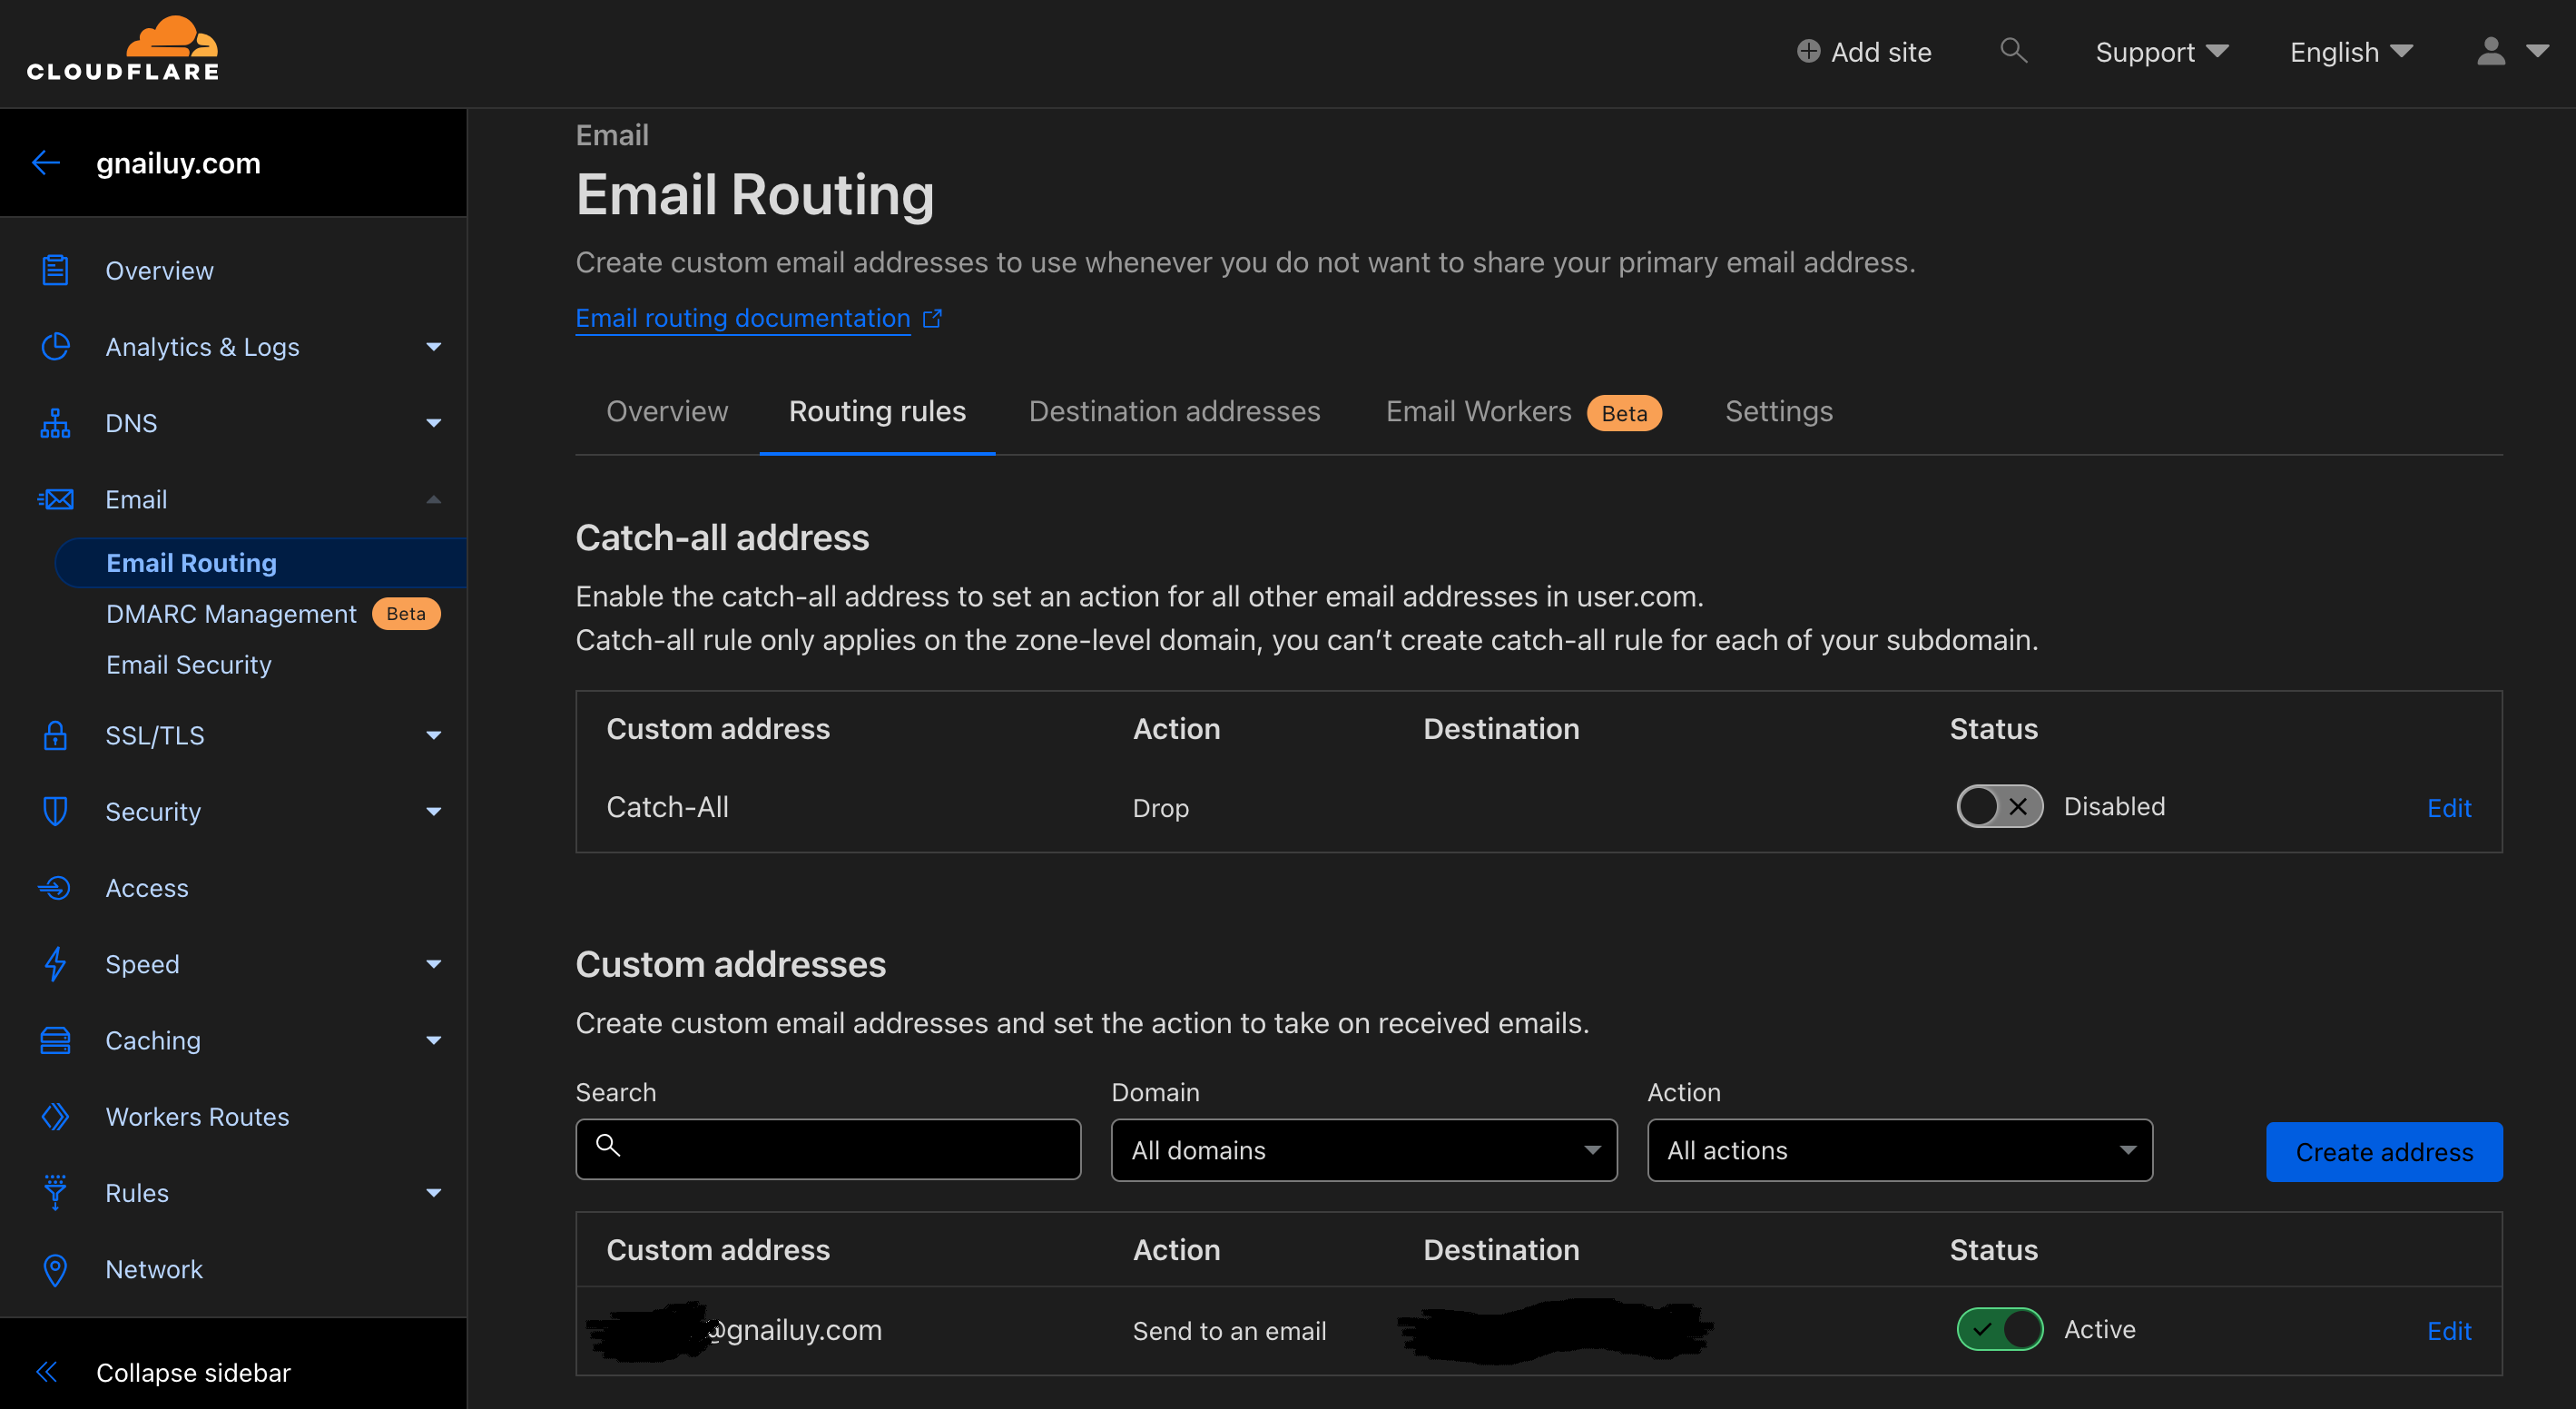 CLOUDFLARE
Add site
Support
English
gnailuy.com
Overview
Analytics & Logs
DNS
Email
Email Routing
DMARC Management Beta
Email Security
SSL/TLS
Security
Access
Speed
Caching
Workers Routes
Rules
Network
Collapse sidebar
Email
Email Routing
Create custom email addresses to use whenever you do not want to share your primary email address.
Email routing documentation
Overview Routing rules Destination addresses Email Workers Beta Settings
Catch-all address
Enable the catch-all address to set an action for all other email addresses in user.com.
Catch-all rule only applies on the zone-level domain, you can’t create catch-all rule for each of your subdomain.
Custom address Action Destination Status
Catch-All Drop Disabled Edit
Custom addresses
Create custom email addresses and set the action to take on received emails.
Search Domain Action
All domains All actions Create address
Custom address Action Destination Status
@gnailuy.com Send to an email Active Edit